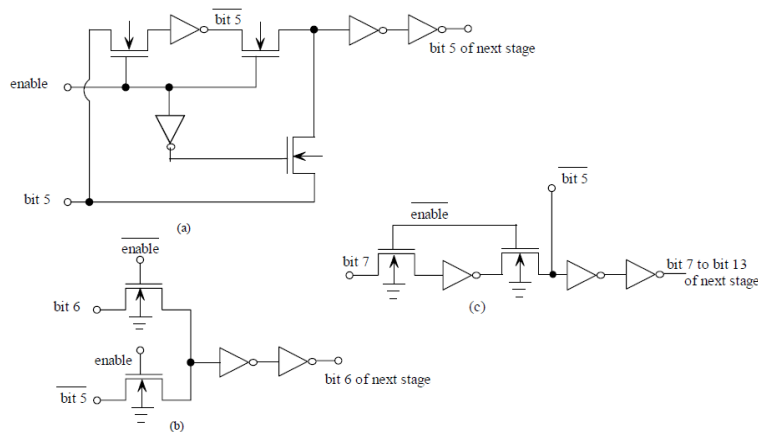 bit 5
bit 5 of next stage
enable
bit 5
(a)
bit 5
enable
enable
bit 7
bit 7 to bit 13
of next stage
(c)
bit 6
enable
bit 6 of next stage
bit 5
(b)